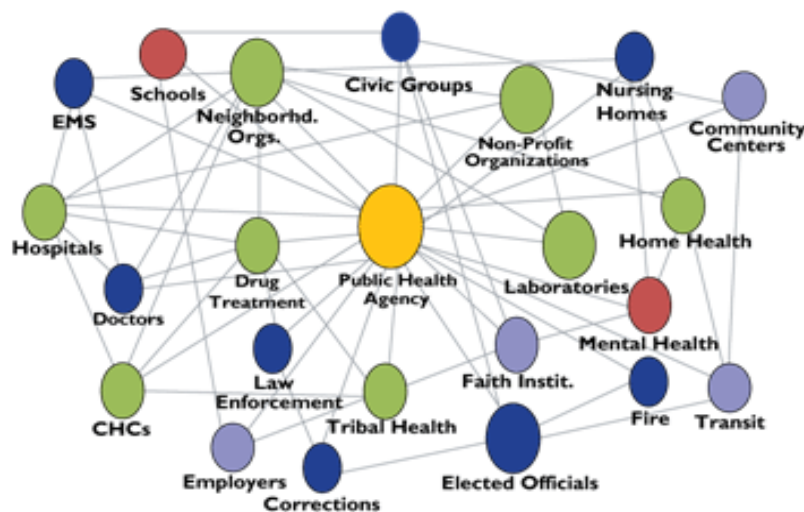 Civic Groups
Schools
EMS
Neighborhd.
Orgs.
Non-Profit
Organizations
Nursing
Homes
Community
Centers
Hospitals
Drug
Treatment
Public Health
Agency
Laboratories
Home Health
Doctors
Law
Enforcement
Faith Instit.
Mental Health
CHCs
Tribal Health
Fire
Transit
Employers
Corrections
Elected Officials